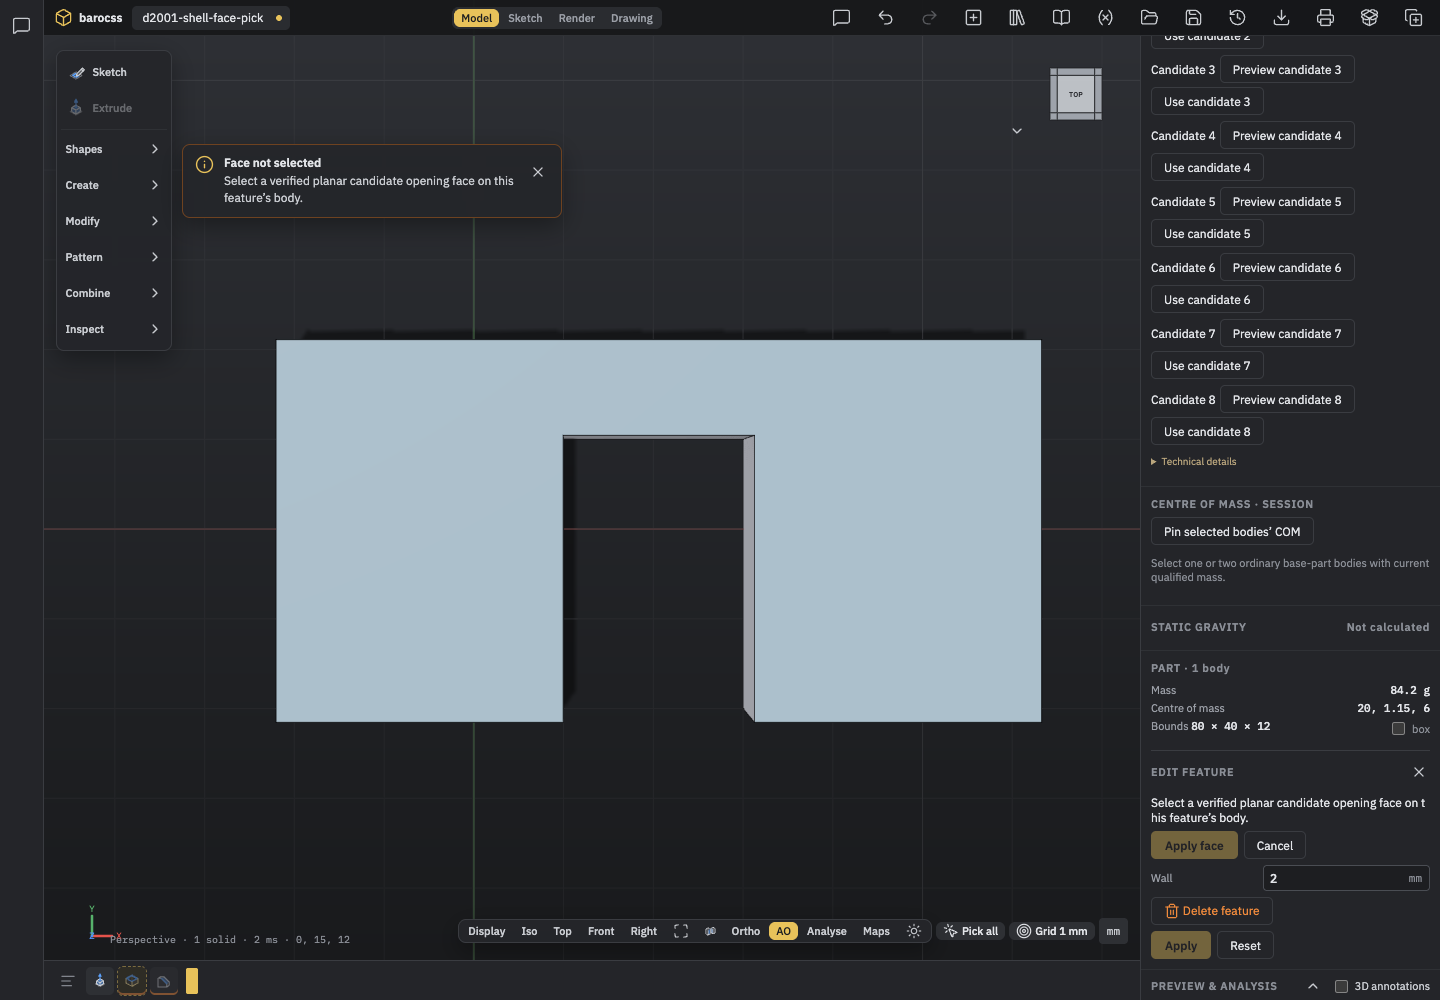 barocss
d2001-shell-face-pick
Model
Sketch
Render
Drawing
Sketch
Extrude
Shapes
Create
Modify
Pattern
Combine
Inspect
Face not selected
Select a verified planar candidate opening face on this
feature's body.
TOP
Use candidate 2
Candidate 3
Preview candidate 3
Use candidate 3
Candidate 4
Preview candidate 4
Use candidate 4
Candidate 5
Preview candidate 5
Use candidate 5
Candidate 6
Preview candidate 6
Use candidate 6
Candidate 7
Preview candidate 7
Use candidate 7
Candidate 8
Preview candidate 8
Use candidate 8
Technical details
CENTRE OF MASS · SESSION
Pin selected bodies' COM
Select one or two ordinary base-part bodies with current
qualified mass.
STATIC GRAVITY
Not calculated
PART · 1 body
Mass
84.2 g
Centre of mass
20, 1.15, 6
Bounds 80 × 40 × 12
box
EDIT FEATURE
Select a verified planar candidate opening face on t
his feature's body.
Apply face
Cancel
Wall
2
mm
Delete feature
Apply
Reset
PREVIEW & ANALYSIS
3D annotations
Y
X
Z
Perspective · 1 solid · 2 ms · 0, 15, 12
Display
Iso
Top
Front
Right
Ortho
AO
Analyse
Maps
Pick all
Grid 1 mm
mm